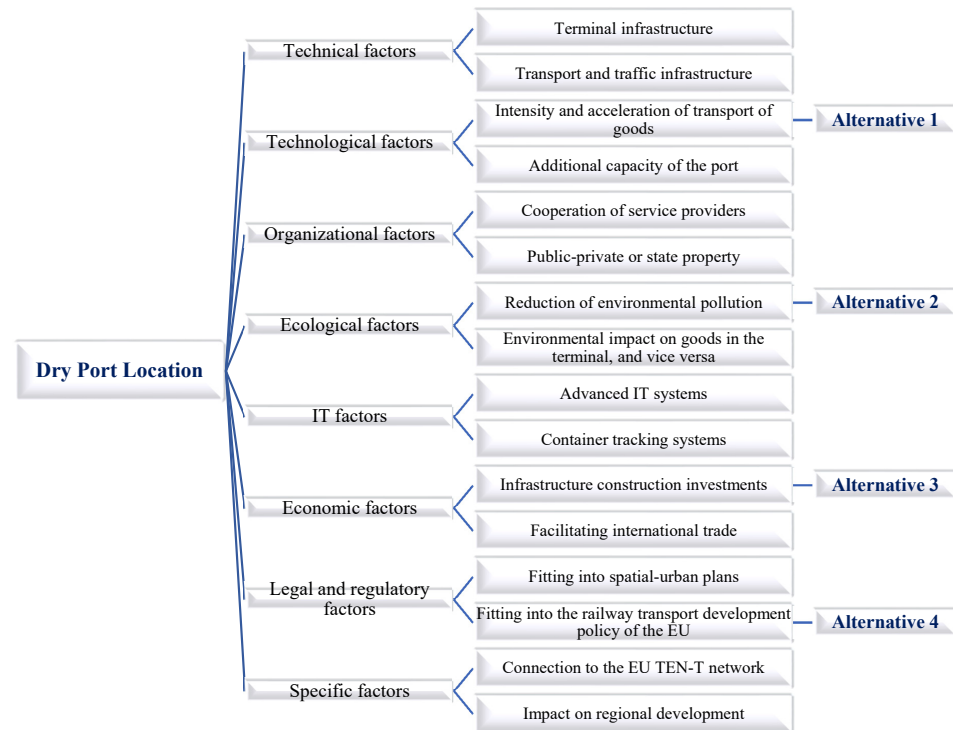 Dry Port Location
Technical factors
Terminal infrastructure
Transport and traffic infrastructure
Technological factors
Intensity and acceleration of transport of
goods
Alternative 1
Additional capacity of the port
Organizational factors
Cooperation of service providers
Public-private or state property
Ecological factors
Reduction of environmental pollution
Alternative 2
Environmental impact on goods in the
terminal, and vice versa
IT factors
Advanced IT systems
Container tracking systems
Economic factors
Infrastructure construction investments
Alternative 3
Facilitating international trade
Legal and regulatory
factors
Fitting into spatial-urban plans
Fitting into the railway transport development
policy of the EU
Alternative 4
Specific factors
Connection to the EU TEN-T network
Impact on regional development